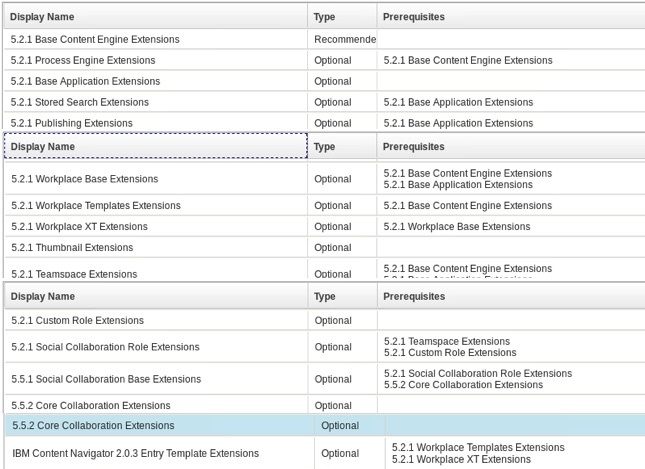 Display Name Type Prerequisites
5.2.1 Base Content Engine Extensions Recommende
5.2.1 Process Engine Extensions Optional 5.2.1 Base Content Engine Extensions
5.2.1 Base Application Extensions Optional
5.2.1 Stored Search Extensions Optional 5.2.1 Base Application Extensions
5.2.1 Publishing Extensions Optional 5.2.1 Base Application Extensions
Display Name Type Prerequisites
5.2.1 Workplace Base Extensions Optional 5.2.1 Base Content Engine Extensions
5.2.1 Base Application Extensions
5.2.1 Workplace Templates Extensions Optional 5.2.1 Base Content Engine Extensions
5.2.1 Workplace XT Extensions Optional 5.2.1 Workplace Base Extensions
5.2.1 Thumbnail Extensions Optional
5.2.1 Teamspace Extensions Optional 5.2.1 Base Content Engine Extensions
Display Name Type Prerequisites
5.2.1 Custom Role Extensions Optional
5.2.1 Social Collaboration Role Extensions Optional 5.2.1 Teamspace Extensions
5.2.1 Custom Role Extensions
5.5.1 Social Collaboration Base Extensions Optional 5.2.1 Social Collaboration Role Extensions
5.5.2 Core Collaboration Extensions
5.5.2 Core Collaboration Extensions Optional
5.5.2 Core Collaboration Extensions Optional
IBM Content Navigator 2.0.3 Entry Template Extensions Optional 5.2.1 Workplace Templates Extensions
5.2.1 Workplace XT Extensions